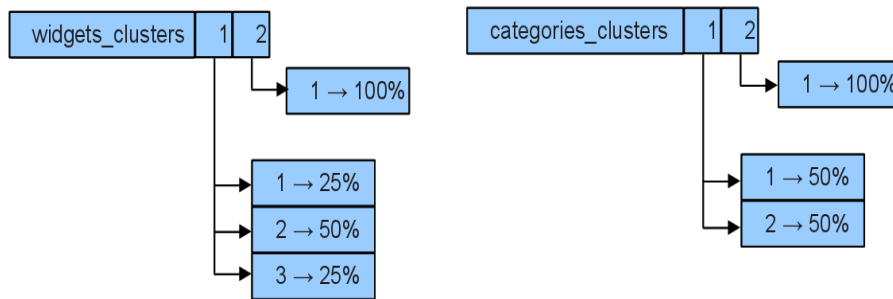 widgets_clusters 1 2
1 → 100%
1 → 25%
2 → 50%
3 → 25%
categories_clusters 1 2
1 → 100%
1 → 50%
2 → 50%